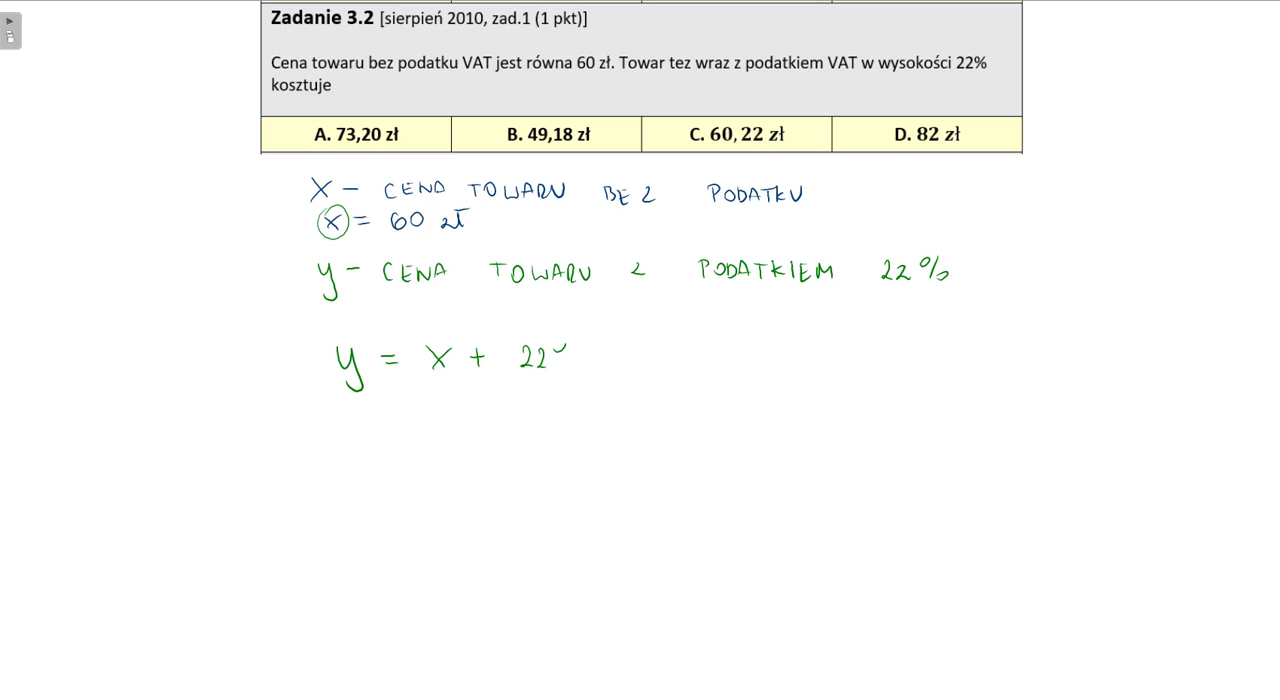 Zadanie 3.2 [sierpień 2010, zad.1 (1 pkt)]
Cena towaru bez podatku VAT jest równa 60 zł. Towar tez wraz z podatkiem VAT w wysokości 22%
kosztuje
A. 73,20 zł B. 49,18 zł C. 60,22 zł D. 82 zł
X - CENA TOWARU BEZ PODATKU
x = 60 zł
y - CENA TOWARU Z PODATKIEM 22%
y = x + 22